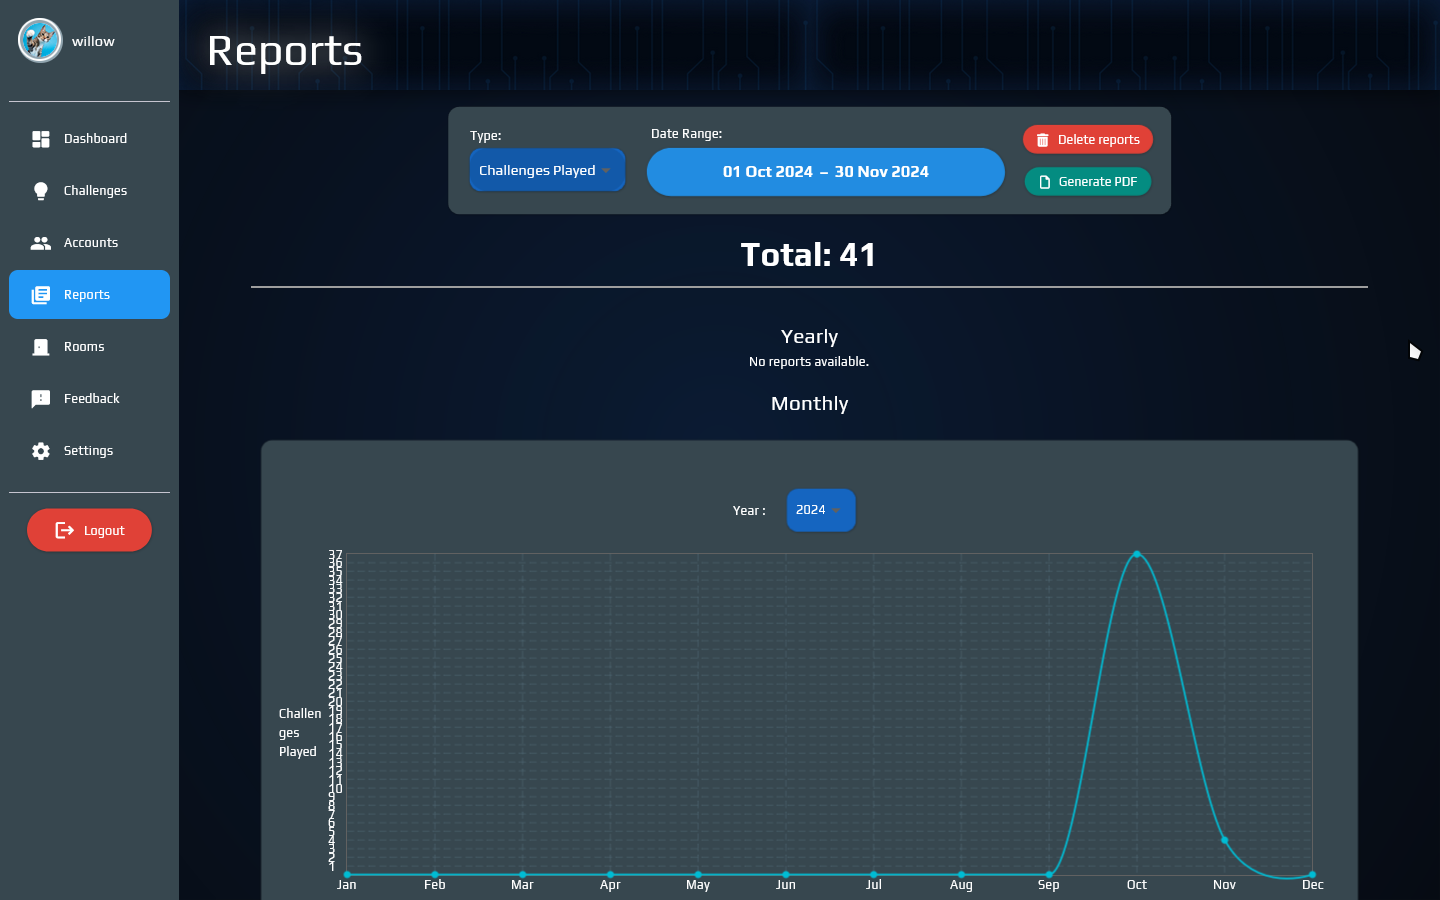 willow
Reports
Dashboard
Challenges
Accounts
Reports
Rooms
Feedback
Settings
Logout
Type:
Challenges Played
Date Range:
01 Oct 2024 – 30 Nov 2024
Delete reports
Generate PDF
Total: 41
Yearly
No reports available.
Monthly
Year :
2024
37
36
35
34
33
32
31
30
29
28
27
26
25
24
23
22
21
20
19
18
17
16
15
14
13
12
11
10
9
8
7
6
5
4
3
2
1
Challen
ges
Played
Jan Feb Mar Apr May Jun Jul Aug Sep Oct Nov Dec